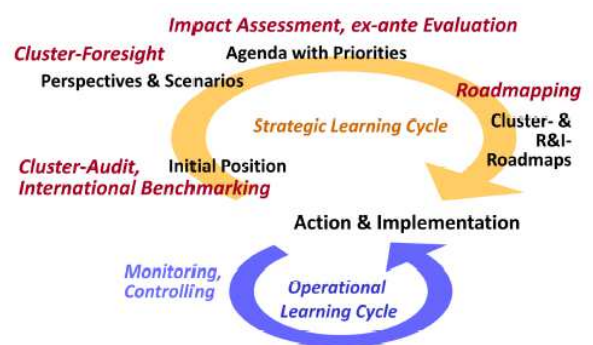 Impact Assessment, ex-ante Evaluation
Cluster-Foresight
Agenda with Priorities
Perspectives & Scenarios
Roadmapping
Strategic Learning Cycle
Cluster- &
R&I-
Roadmaps
Cluster-Audit,
International Benchmarking
Initial Position
Action & Implementation
Monitoring,
Controlling
Operational
Learning Cycle